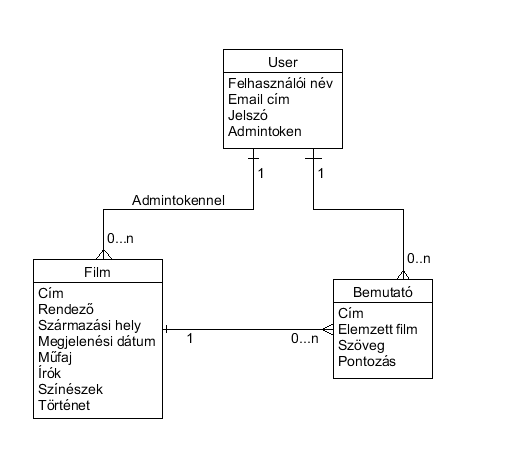 User
Felhasználói név
Email cím
Jelszó
Admintoken
1
1
Admintokennel
0...n
0..n
Film
Cím
Rendező
Származási hely
Megjelenési dátum
Műfaj
Írók
Színészek
Történet
1
0...n
Bemutató
Cím
Elemzett film
Szöveg
Pontozás